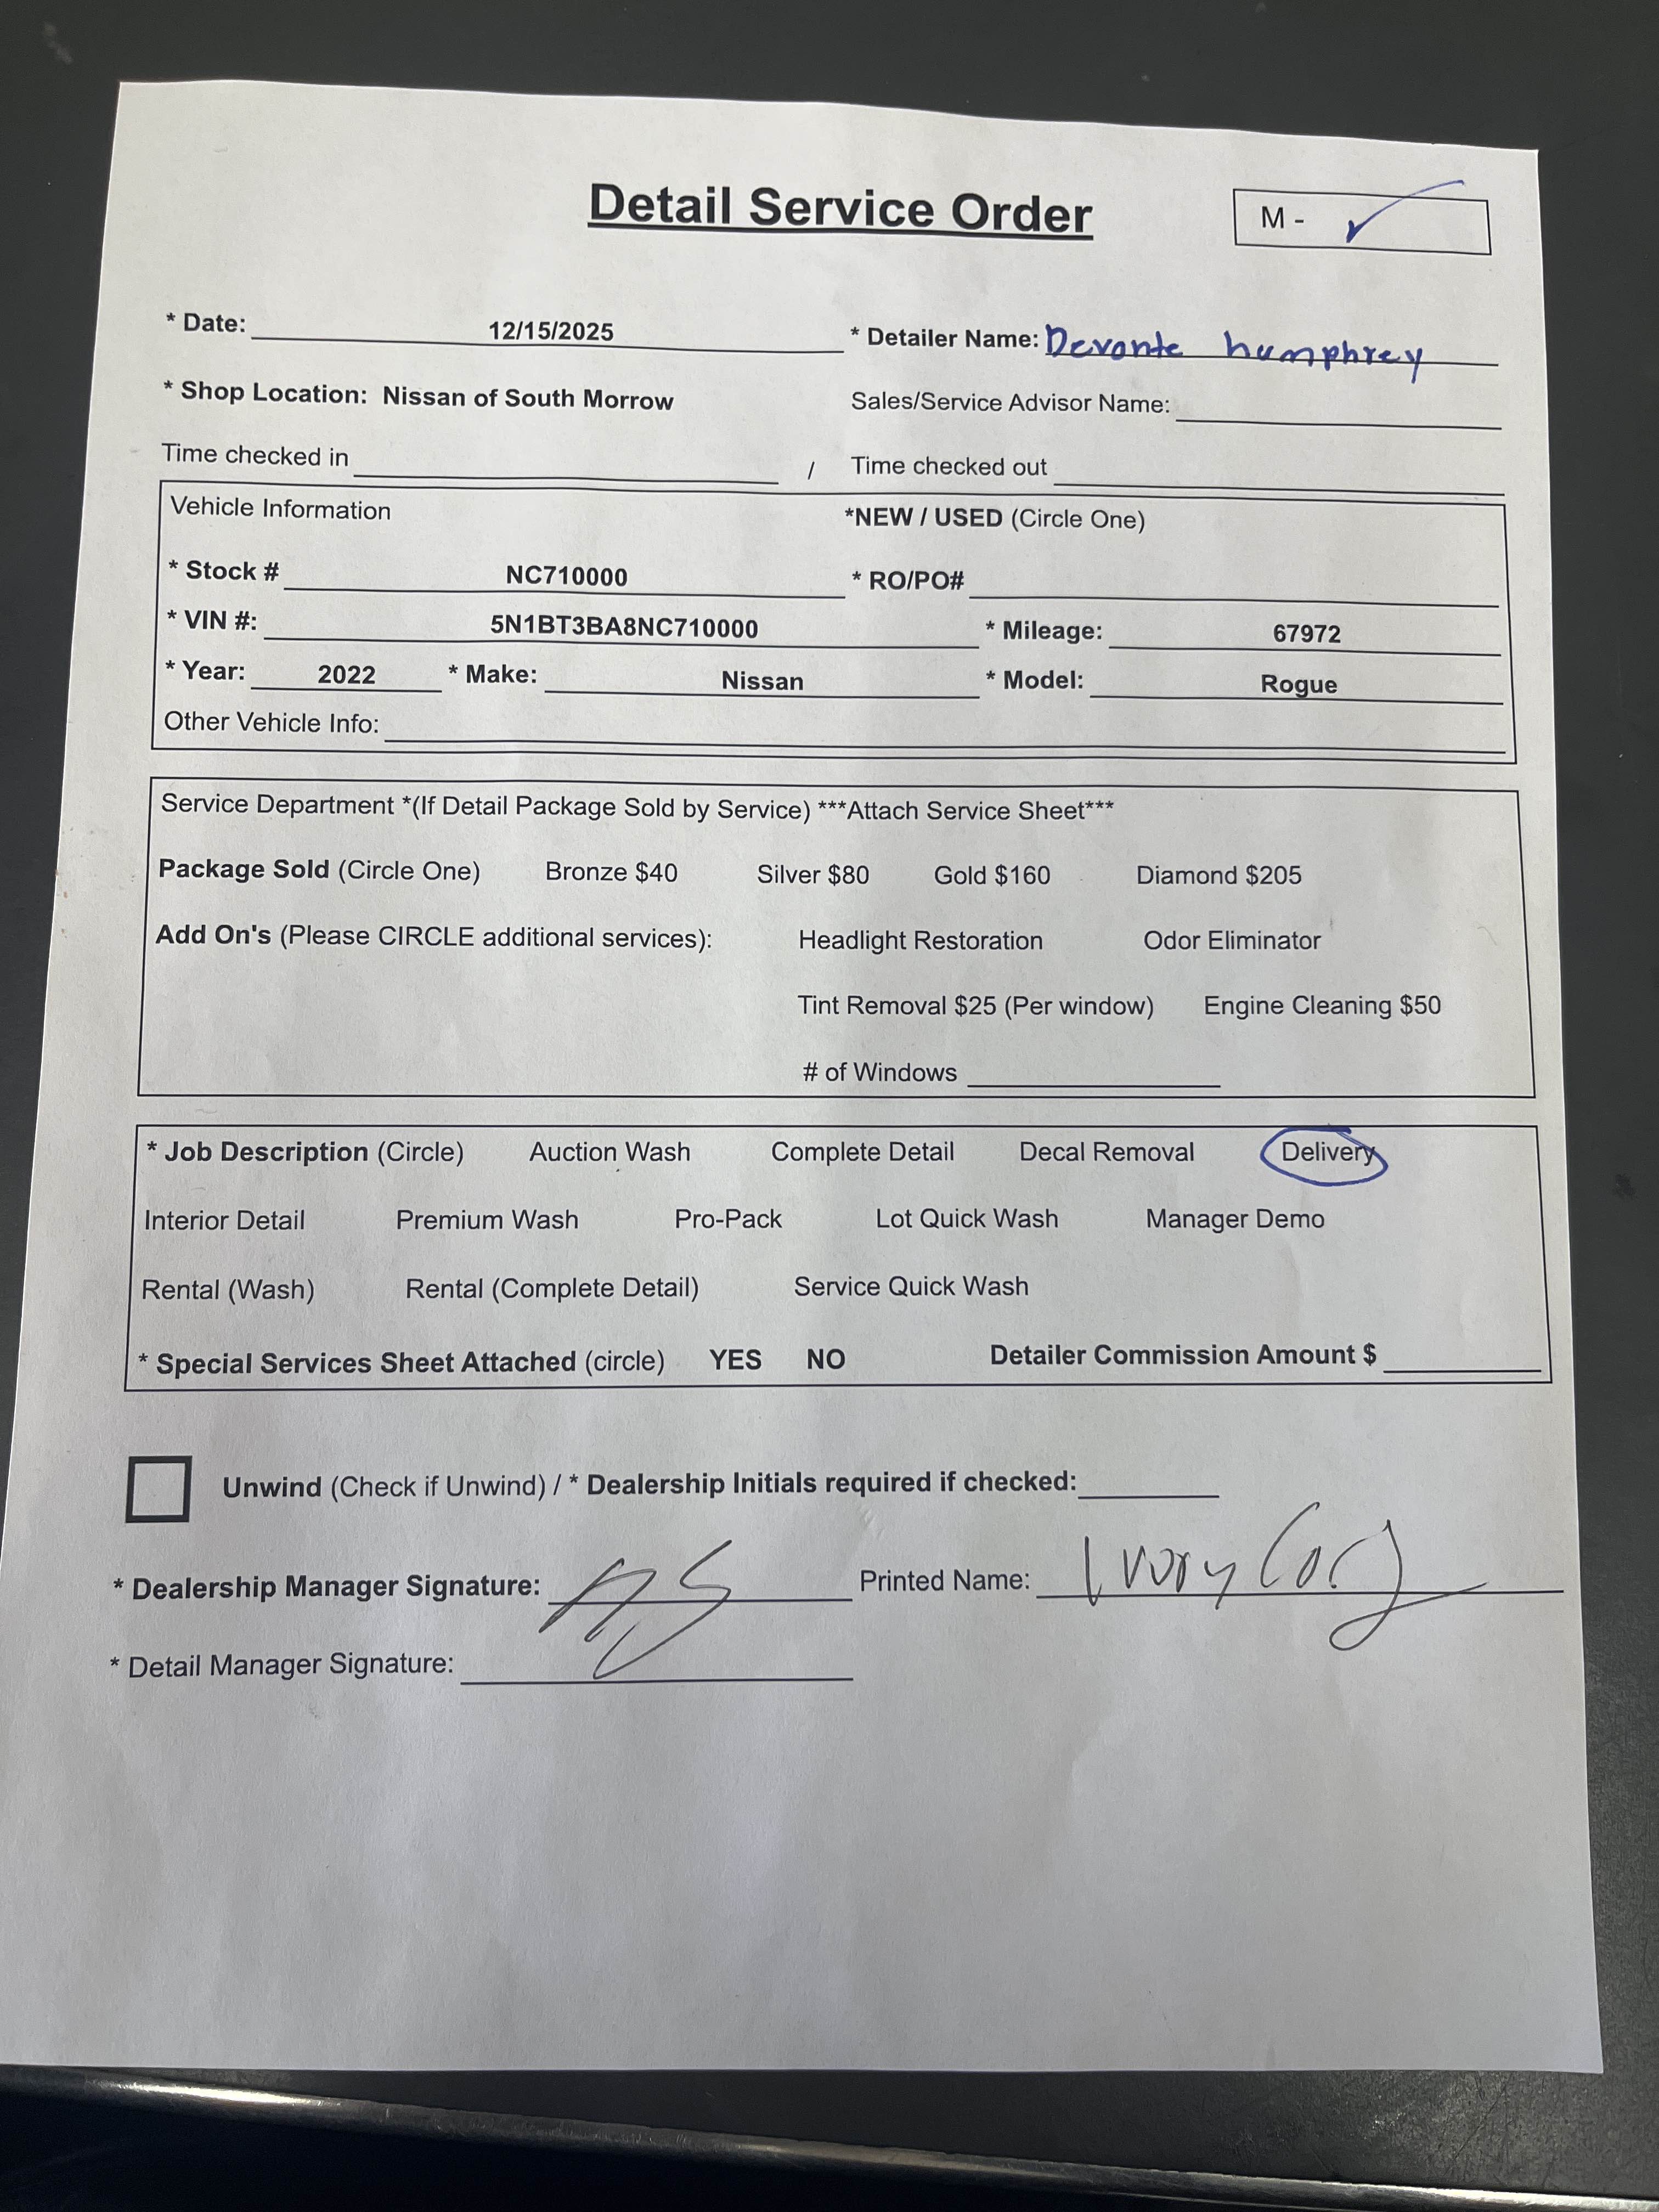 Detail Service Order
M - ✓
* Date: 12/15/2025 * Detailer Name: Devonte humphrey
* Shop Location: Nissan of South Morrow Sales/Service Advisor Name:
Time checked in / Time checked out
Vehicle Information *NEW / USED (Circle One)
* Stock # NC710000 * RO/PO#
* VIN #: 5N1BT3BA8NC710000 * Mileage: 67972
* Year: 2022 * Make: Nissan * Model: Rogue
Other Vehicle Info:
Service Department *(If Detail Package Sold by Service) ***Attach Service Sheet***
Package Sold (Circle One) Bronze $40 Silver $80 Gold $160 Diamond $205
Add On's (Please CIRCLE additional services): Headlight Restoration Odor Eliminator
Tint Removal $25 (Per window) Engine Cleaning $50
# of Windows
* Job Description (Circle) Auction Wash Complete Detail Decal Removal Delivery
Interior Detail Premium Wash Pro-Pack Lot Quick Wash Manager Demo
Rental (Wash) Rental (Complete Detail) Service Quick Wash
* Special Services Sheet Attached (circle) YES NO Detailer Commission Amount $
Unwind (Check if Unwind) / * Dealership Initials required if checked:
* Dealership Manager Signature: Printed Name: Ivory
* Detail Manager Signature: